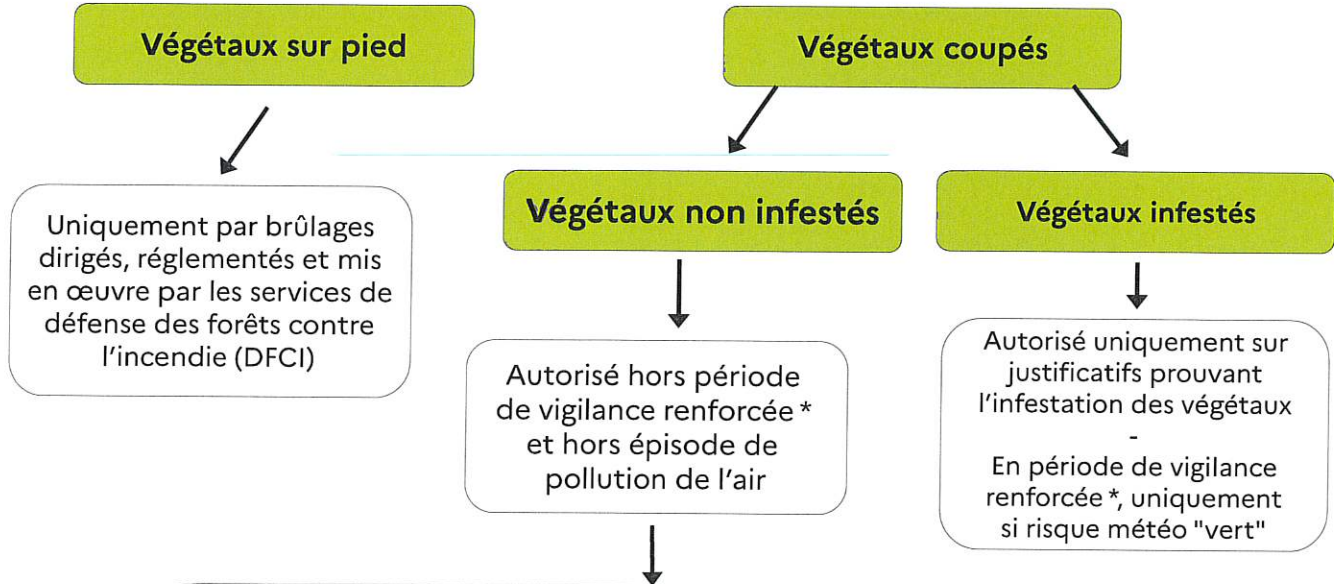 Végétaux sur pied
Végétaux coupés
Uniquement par brûlages
dirigés, réglementés et mis
en œuvre par les services de
défense des forêts contre
l'incendie (DFCI)
Végétaux non infestés
Autorisé hors période
de vigilance renforcée *
et hors épisode de
pollution de l'air
Végétaux infestés
Autorisé uniquement sur
justificatifs prouvant
l'infestation des végétaux
-
En période de vigilance
renforcée *, uniquement
si risque météo "vert"